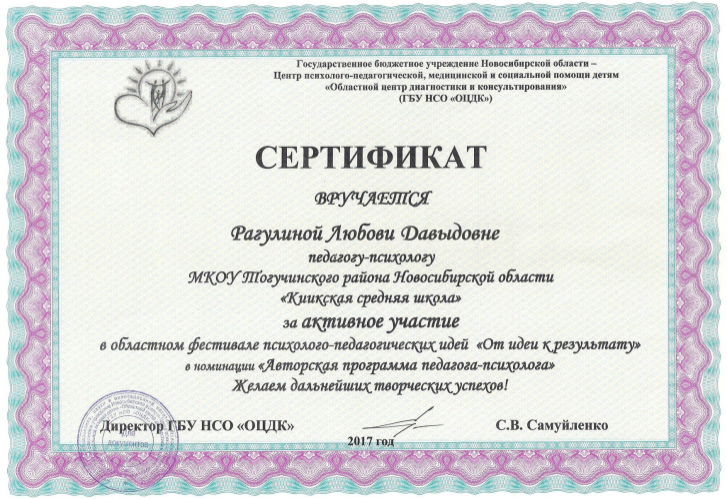 Государственное бюджетное учреждение Новосибирской области –
Центр психолого-педагогической, медицинской и социальной помощи детям
«Областной центр диагностики и консультирования»
(ГБУ НСО «ОЦДК»)
СЕРТИФИКАТ
ВРУЧАЕТСЯ
Рагулиной Любови Давыдовне
педагогу-психологу
МКОУ Тогучинского района Новосибирской области
«Киикская средняя школа»
за активное участие
в областном фестивале психолого-педагогических идей «От идеи к результату»
в номинации «Авторская программа педагога-психолога»
Желаем дальнейших творческих успехов!
Директор ГБУ НСО «ОЦДК» С.В. Самуйленко
2017 год
ДЛЯ
ДОКУМЕНТОВ